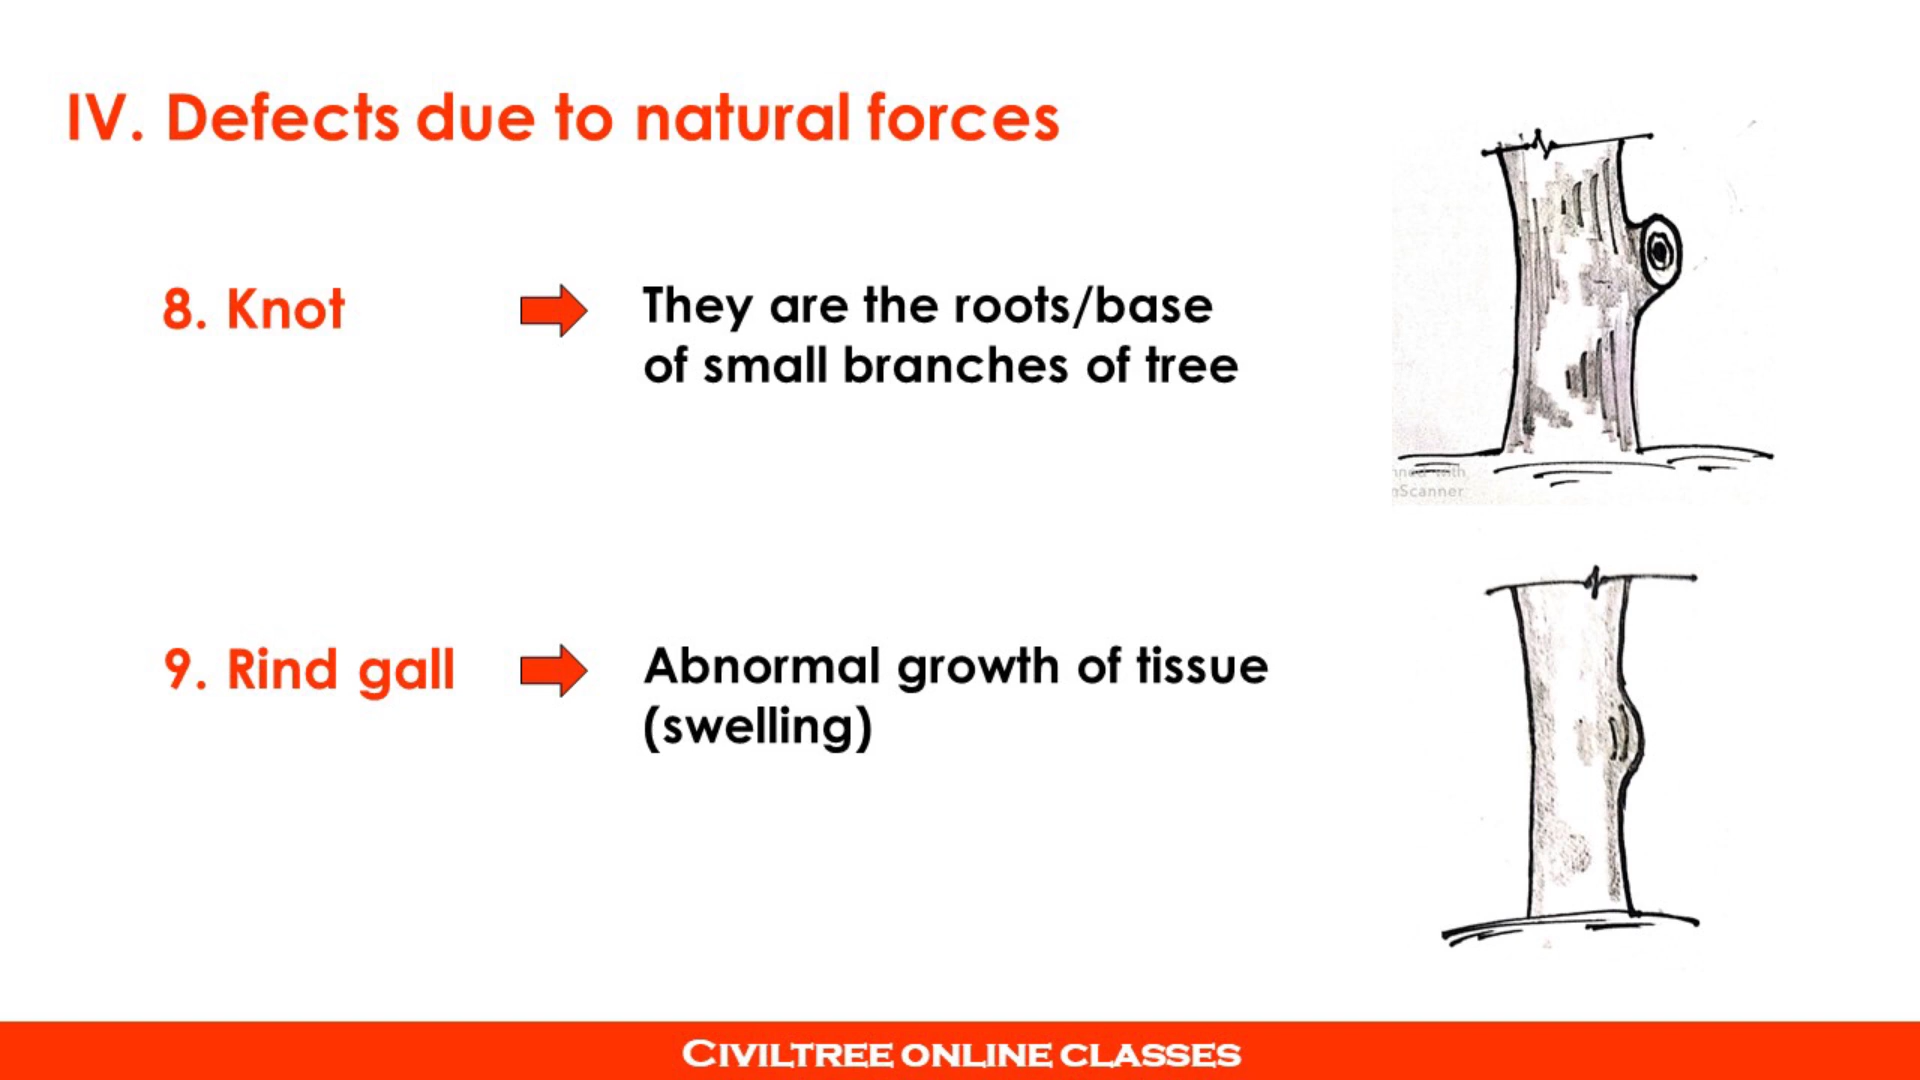 IV. Defects due to natural forces
8. Knot
They are the roots/base
of small branches of tree
Scanner
9. Rind gall
Abnormal growth of tissue
(swelling)
CIVILTREE ONLINE CLASSES